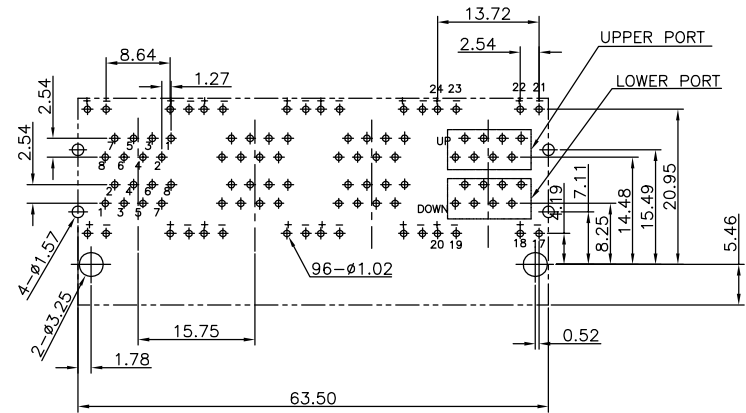 13.72
8.64
2.54
UPPER PORT
1.27
LOWER PORT
2.54
24 23
22 21
7 5 3 1
UP
8 6 4 2
2.54
2 4 6 8
1 3 5 7
DOWN
4.19
7.11
8.25
14.48
15.49
20.95
5.46
20 19
18 17
4-ø1.57
96-ø1.02
2-ø3.25
15.75
0.52
1.78
63.50